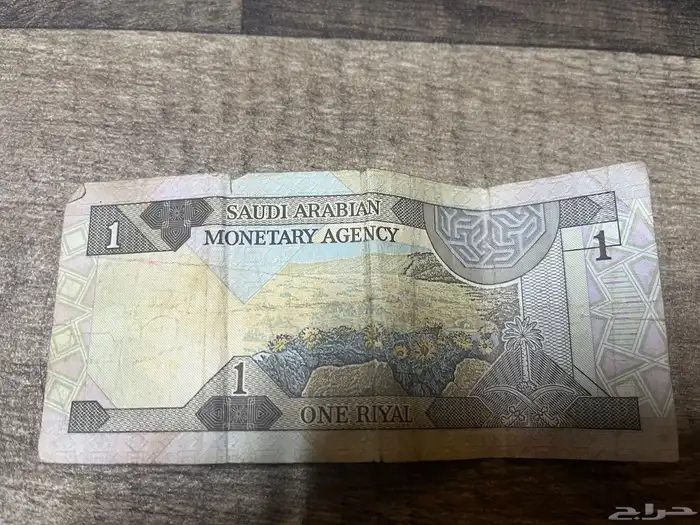 1
SAUDI ARABIAN
MONETARY AGENCY
1
1
ONE RIYAL
حراج